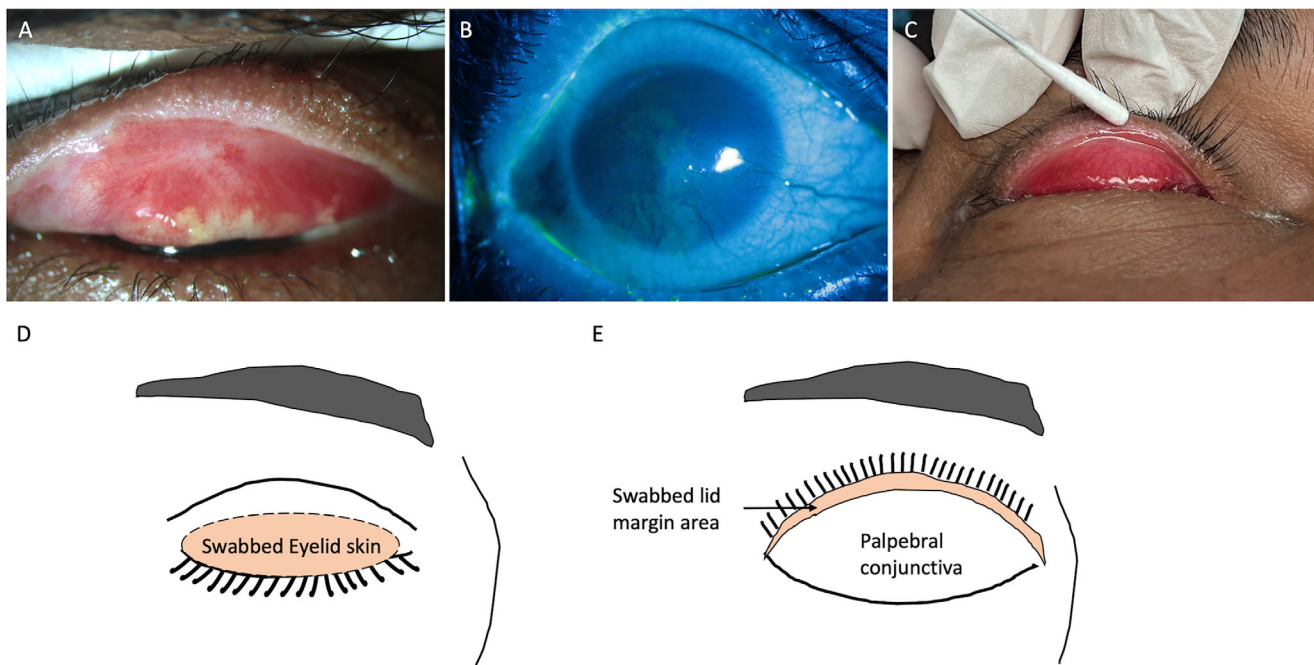 A
B
C
D
E
Swabbed Eyelid skin
Swabbed lid
margin area
Palpebral
conjunctiva